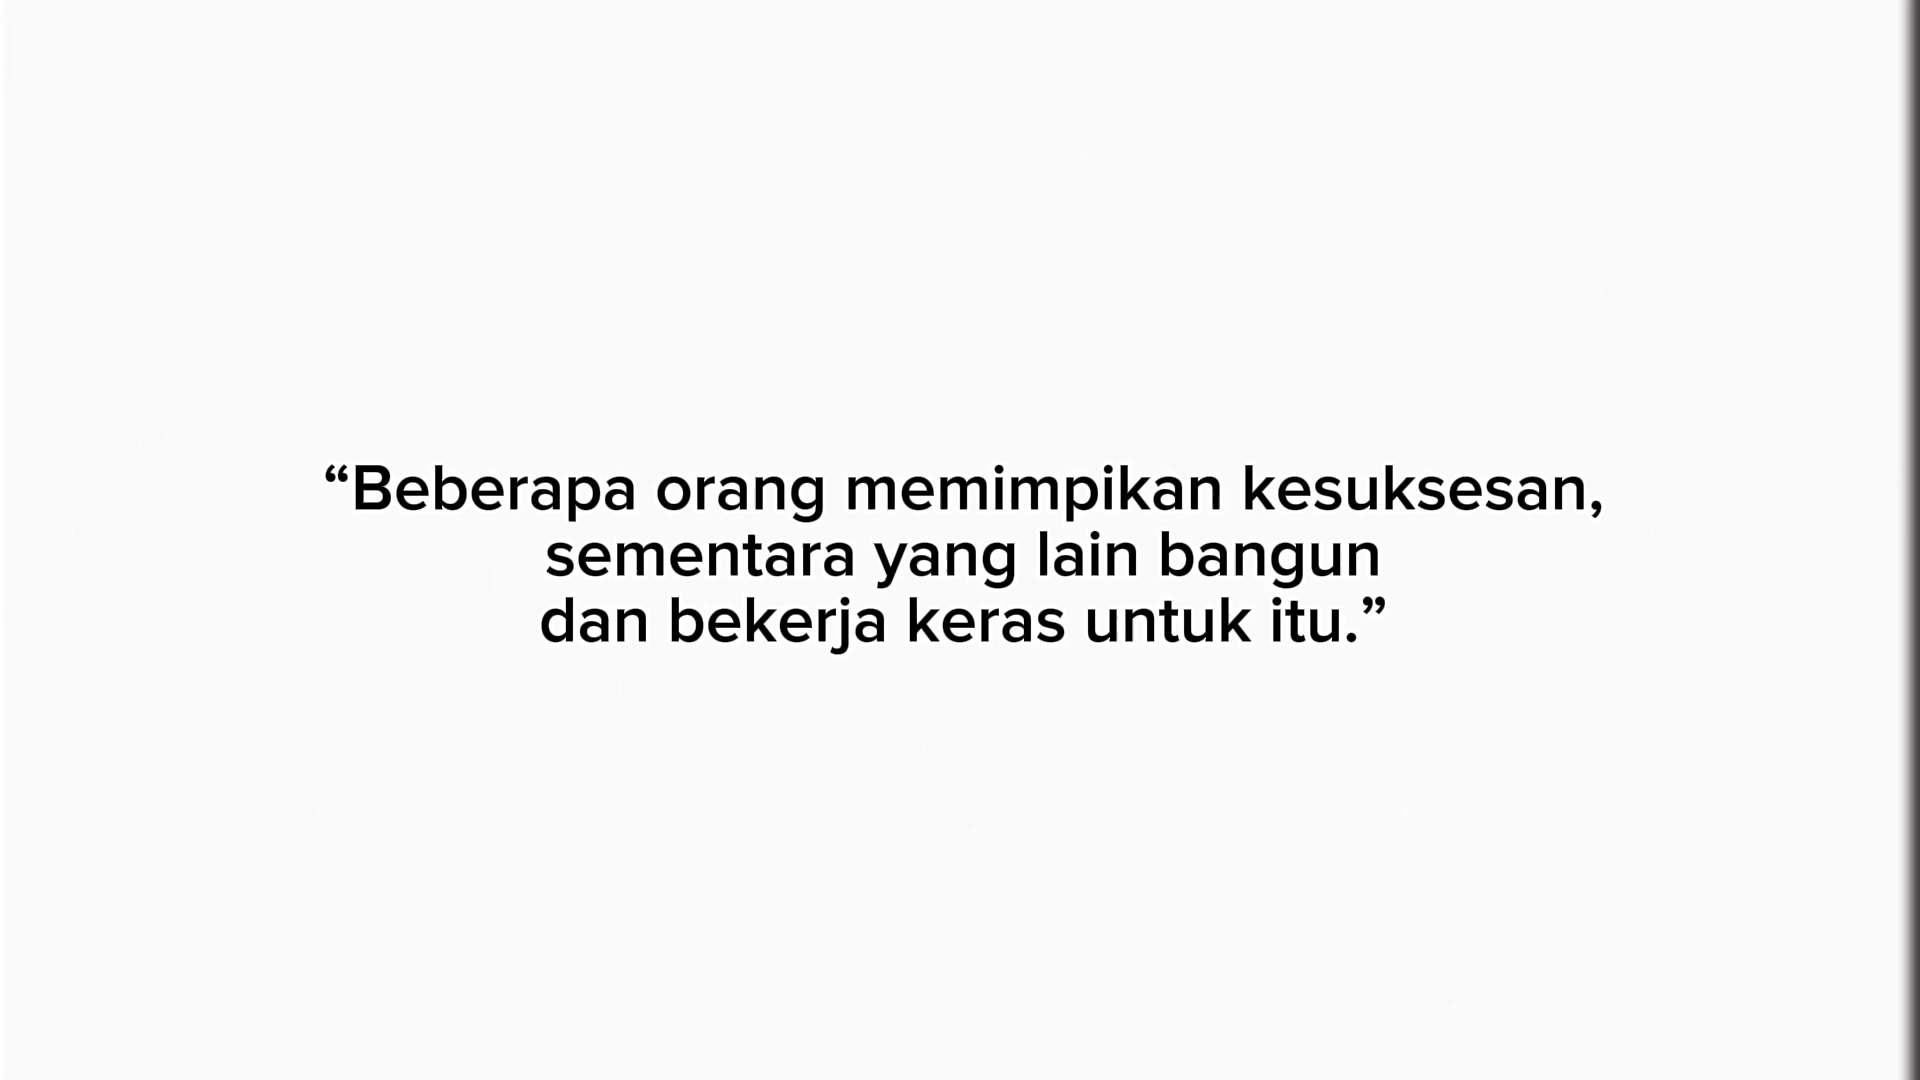 “Beberapa orang memimpikan kesuksesan,
sementara yang lain bangun
dan bekerja keras untuk itu.”